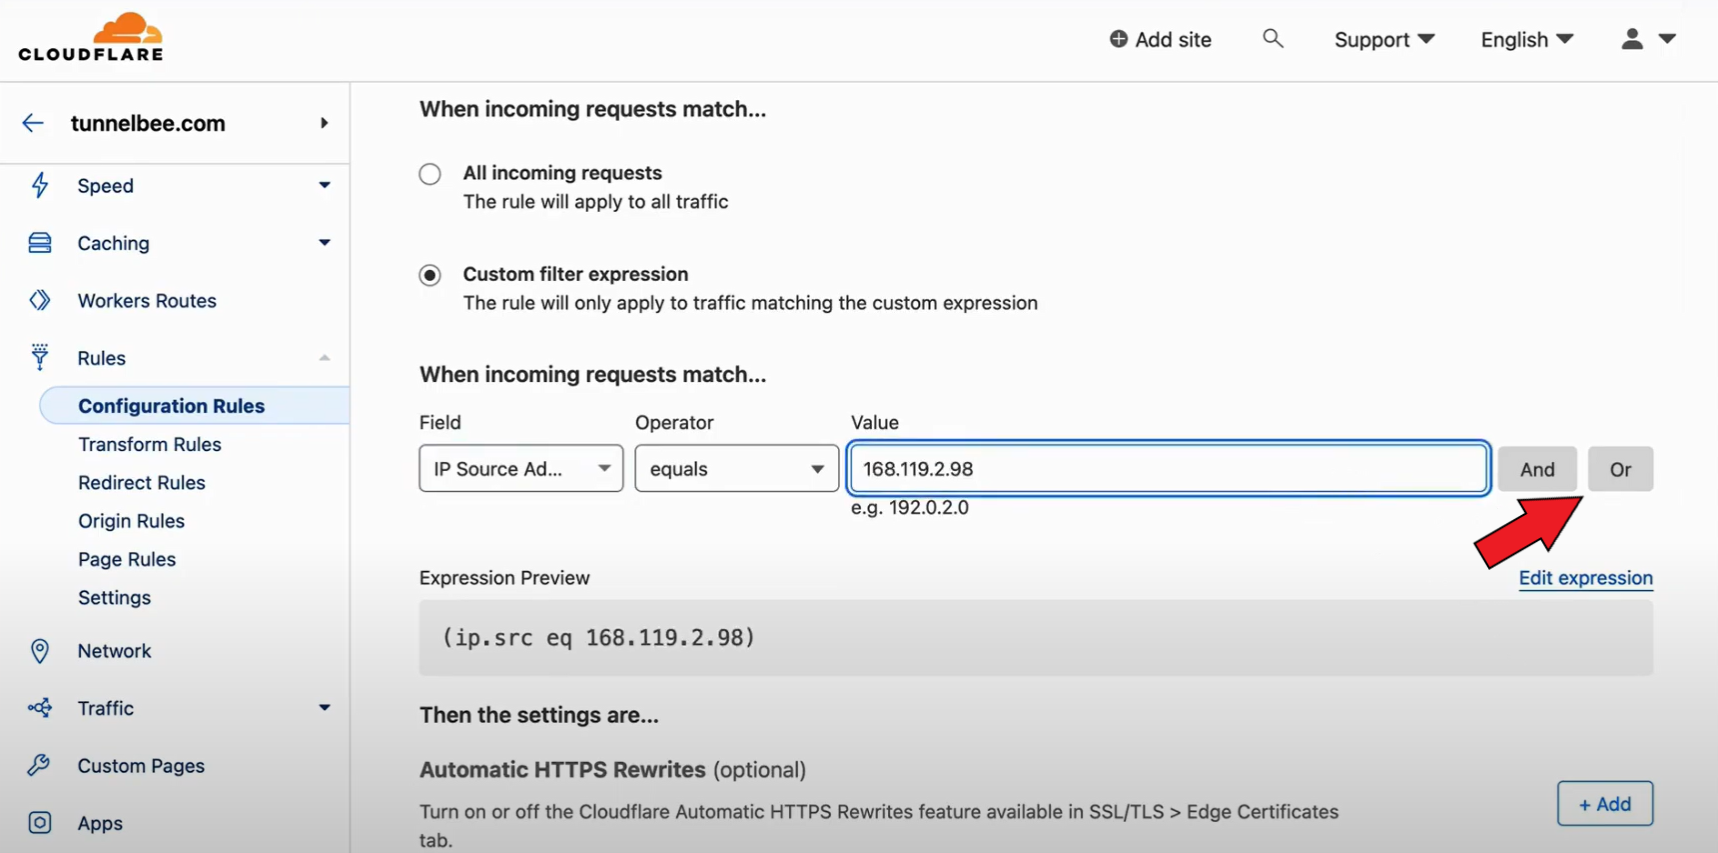 CLOUDFLARE
Add site
Support
English
tunnelbee.com
Speed
Caching
Workers Routes
Rules
Configuration Rules
Transform Rules
Redirect Rules
Origin Rules
Page Rules
Settings
Network
Traffic
Custom Pages
Apps
When incoming requests match...
All incoming requests
The rule will apply to all traffic
Custom filter expression
The rule will only apply to traffic matching the custom expression
When incoming requests match...
Field Operator Value
IP Source Ad... equals 168.119.2.98 And Or
e.g. 192.0.2.0
Expression Preview Edit expression
(ip.src eq 168.119.2.98)
Then the settings are...
Automatic HTTPS Rewrites (optional)
Turn on or off the Cloudflare Automatic HTTPS Rewrites feature available in SSL/TLS > Edge Certificates
tab.
+ Add